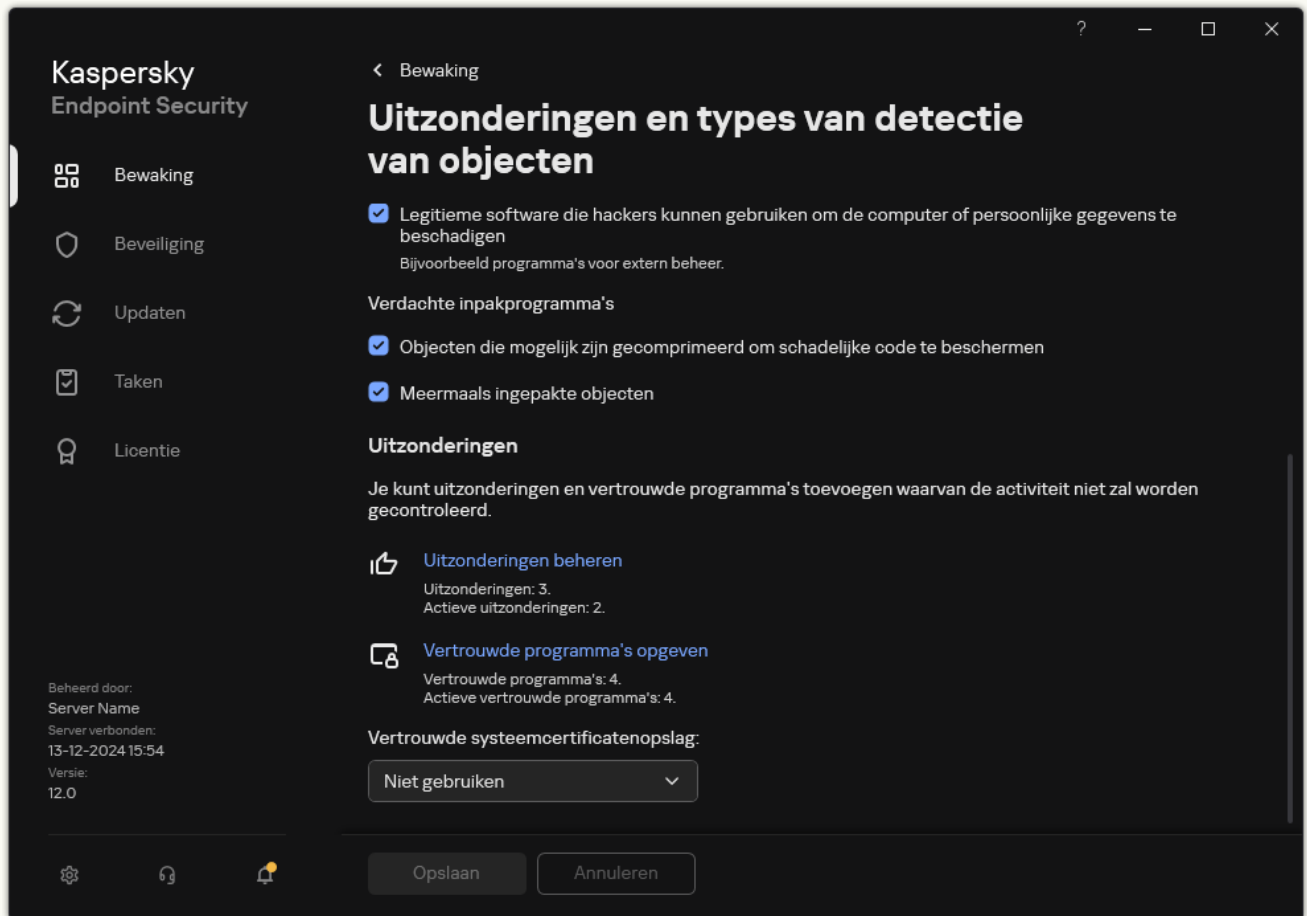 ?
Kaspersky
Endpoint Security
Bewaking
Beveiliging
Updaten
Taken
Licentie
Beheerd door:
Server Name
Server verbonden:
13-12-2024 15:54
Versie:
12.0
Bewaking
Uitzonderingen en types van detectie
van objecten
Legitieme software die hackers kunnen gebruiken om de computer of persoonlijke gegevens te
beschadigen
Bijvoorbeeld programma's voor extern beheer.
Verdachte inpakprogramma's
Objecten die mogelijk zijn gecomprimeerd om schadelijke code te beschermen
Meermaals ingepakte objecten
Uitzonderingen
Je kunt uitzonderingen en vertrouwde programma's toevoegen waarvan de activiteit niet zal worden
gecontroleerd.
Uitzonderingen beheren
Uitzonderingen: 3.
Actieve uitzonderingen: 2.
Vertrouwde programma's opgeven
Vertrouwde programma's: 4.
Actieve vertrouwde programma's: 4.
Vertrouwde systeemcertificatenopslag:
Niet gebruiken
Opslaan
Annuleren